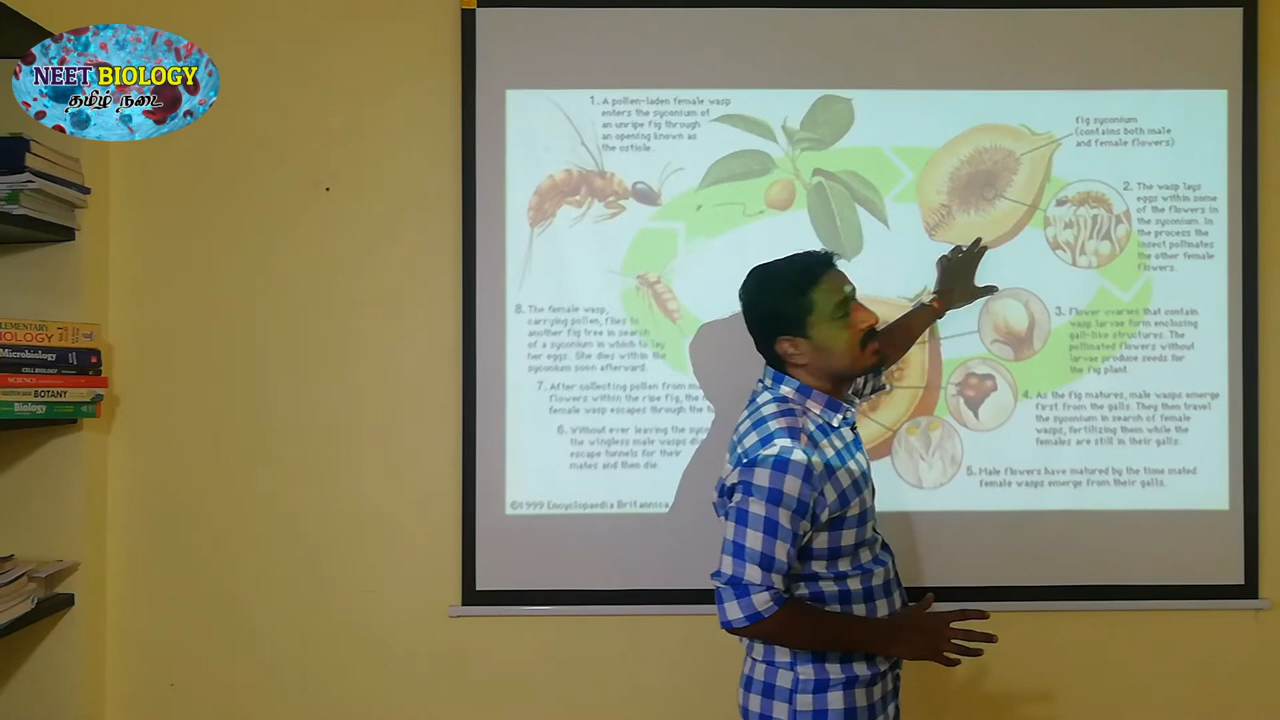 NEET BIOLOGY
தமிழ் நடை
1. A pollen-laden female wasp
enters the syconium of
an unripe fig through
an opening known as
the ostiole.
fig syconium
(contains both male
and female flowers)
2. The wasp lays
eggs within some
of the flowers in
the syconium. In
the process the
insect pollinates
the other female
flowers.
3. Flower ovaries that contain
wasp larvae form enclosing
gall-like structures. The
pollinated flowers without
larvae produce seeds for
the fig plant.
4. As the fig matures, male wasps emerge
first from the galls. They then travel
the syconium in search of female
wasps, fertilizing them while the
females are still in their galls.
5. Male flowers have matured by the time mated
female wasps emerge from their galls.
6. Without ever leaving the
the wingless male wasps
escape tunnels for their
mates and then die.
7. After collecting pollen from
flowers within the ripe fig, the
female wasp escapes through the
8. The female wasp,
carrying pollen, flies to
another fig tree in search
of a syconium in which to lay
her eggs. She dies within the
syconium soon afterward.
©1999 Encyclopaedia Britannica
Microbiology
CELL BIOLOGY
SCIENCE
BOTANY
Biology